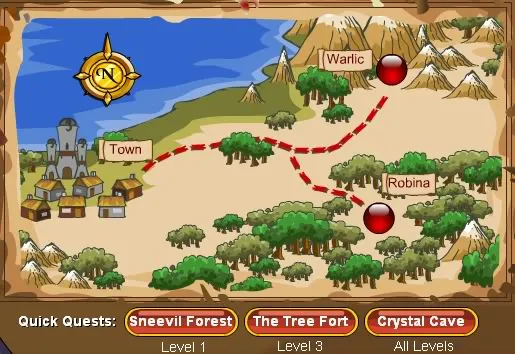 Warlic
N
Town
Robina
Quick Quests: Sneevil Forest The Tree Fort Crystal Cave
Level 1 Level 3 All Levels